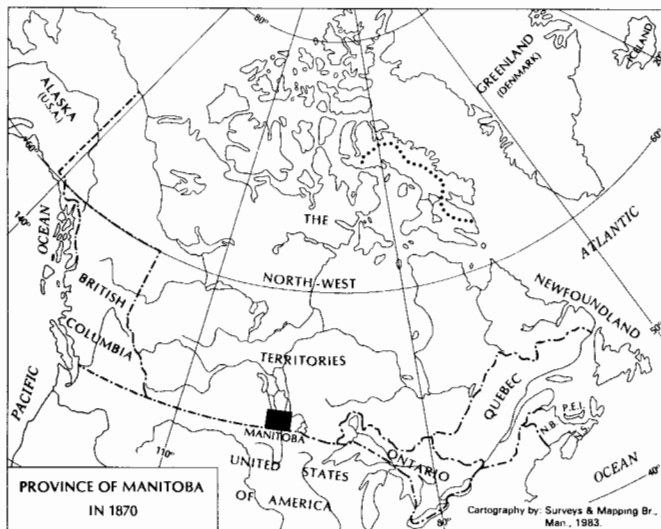 80°
ICELAND
20°
GREENLAND
(DENMARK)
ALASKA
(U.S.A)
60°
60°
140°
OCEAN
THE
ATLANTIC
NORTH-WEST
BRITISH
NEWFOUNDLAND
COLUMBIA
50°
TERRITORIES
PACIFIC
QUEBEC
P.E.I.
N.B.
N.S.
MANITOBA
110°
UNITED STATES
ONTARIO
OF AMERICA
OCEAN
40°
80°
PROVINCE OF MANITOBA
IN 1870
Cartography by: Surveys & Mapping Br.,
Man., 1983.